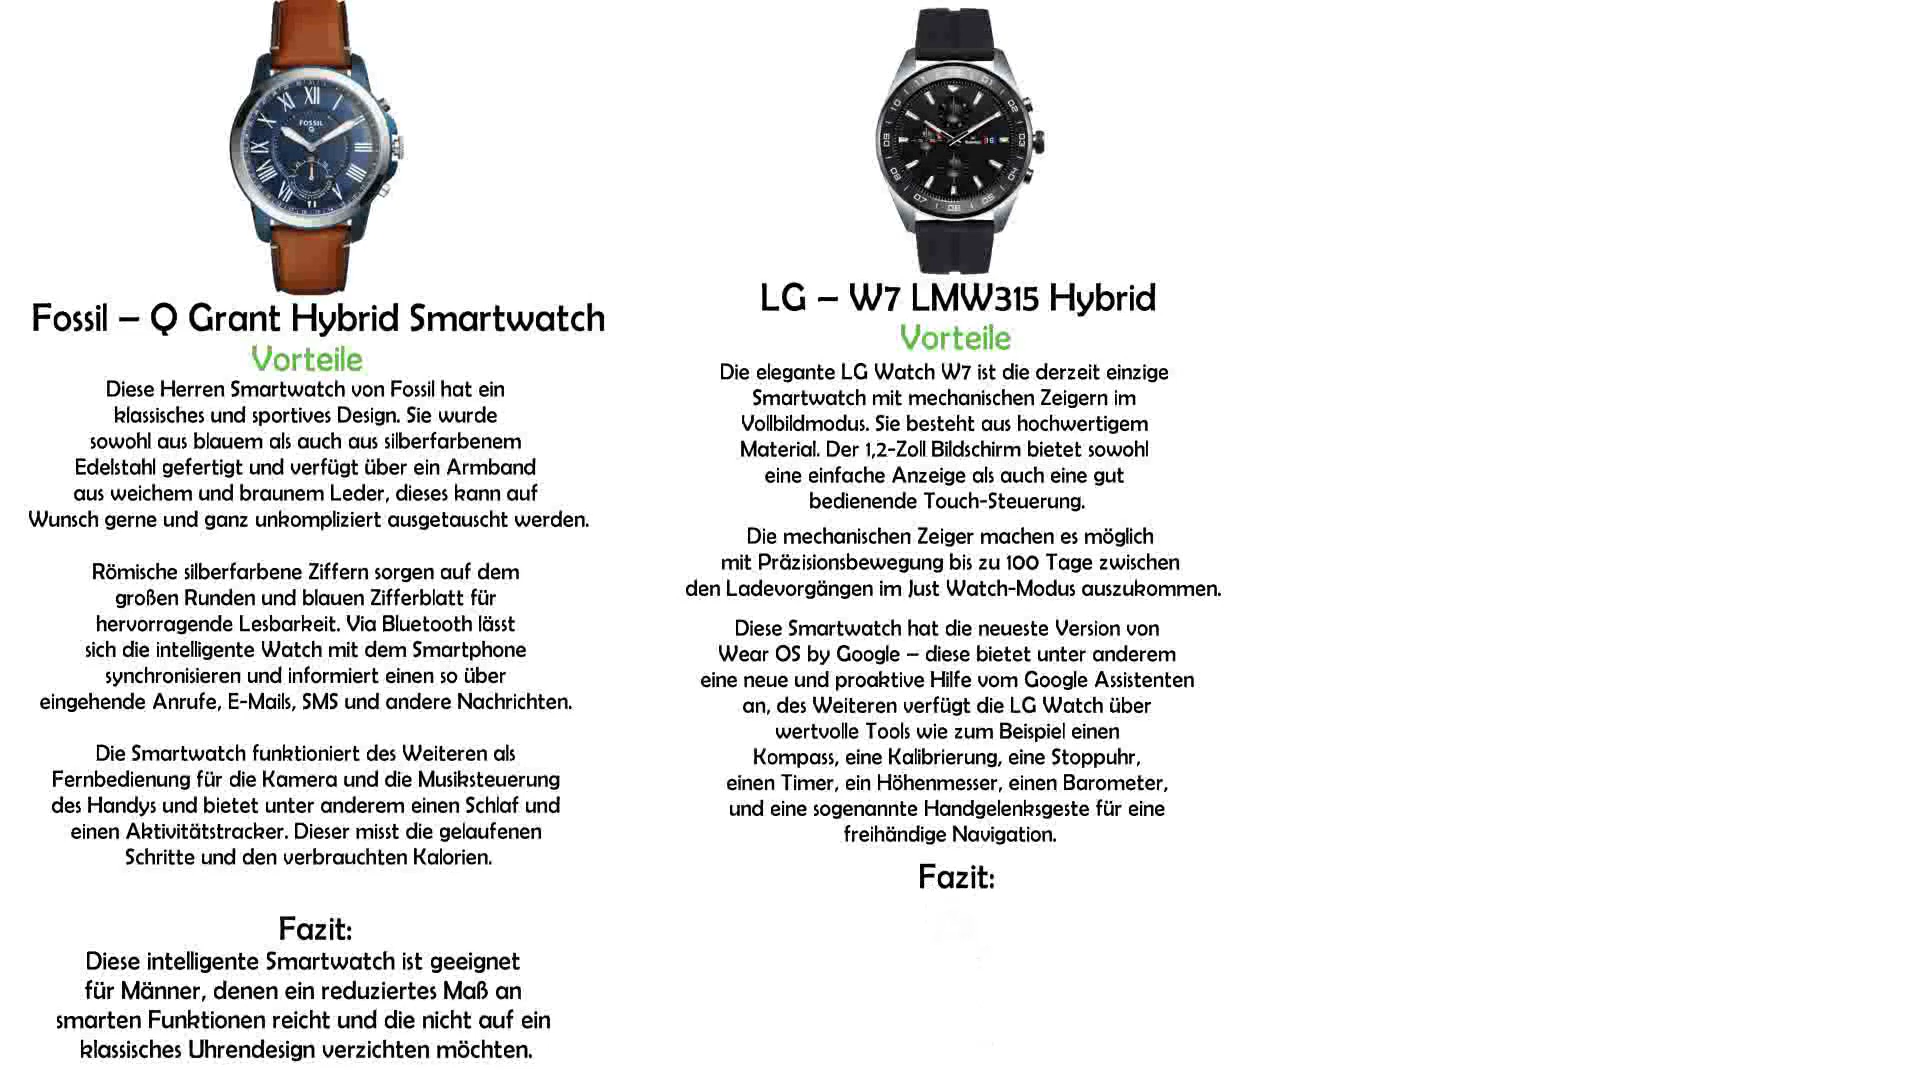 Fossil – Q Grant Hybrid Smartwatch
Vorteile
Diese Herren Smartwatch von Fossil hat ein
klassisches und sportives Design. Sie wurde
sowohl aus blauem als auch aus silberfarbenem
Edelstahl gefertigt und verfügt über ein Armband
aus weichem und braunem Leder, dieses kann auf
Wunsch gerne und ganz unkompliziert ausgetauscht werden.
Römische silberfarbene Ziffern sorgen auf dem
großen Runden und blauen Zifferblatt für
hervorragende Lesbarkeit. Via Bluetooth lässt
sich die intelligente Watch mit dem Smartphone
synchronisieren und informiert einen so über
eingehende Anrufe, E-Mails, SMS und andere Nachrichten.
Die Smartwatch funktioniert des Weiteren als
Fernbedienung für die Kamera und die Musiksteuerung
des Handys und bietet unter anderem einen Schlaf und
einen Aktivitätstracker. Dieser misst die gelaufenen
Schritte und den verbrauchten Kalorien.
Fazit:
Diese intelligente Smartwatch ist geeignet
für Männer, denen ein reduziertes Maß an
smarten Funktionen reicht und die nicht auf ein
klassisches Uhrendesign verzichten möchten.
LG – W7 LMW315 Hybrid
Vorteile
Die elegante LG Watch W7 ist die derzeit einzige
Smartwatch mit mechanischen Zeigern im
Vollbildmodus. Sie besteht aus hochwertigem
Material. Der 1,2-Zoll Bildschirm bietet sowohl
eine einfache Anzeige als auch eine gut
bedienende Touch-Steuerung.
Die mechanischen Zeiger machen es möglich
mit Präzisionsbewegung bis zu 100 Tage zwischen
den Ladevorgängen im Just Watch-Modus auszukommen.
Diese Smartwatch hat die neueste Version von
Wear OS by Google – diese bietet unter anderem
eine neue und proaktive Hilfe vom Google Assistenten
an, des Weiteren verfügt die LG Watch über
wertvolle Tools wie zum Beispiel einen
Kompass, eine Kalibrierung, eine Stoppuhr,
einen Timer, ein Höhenmesser, einen Barometer,
und eine sogenannte Handgelenksgeste für eine
freihändige Navigation.
Fazit: